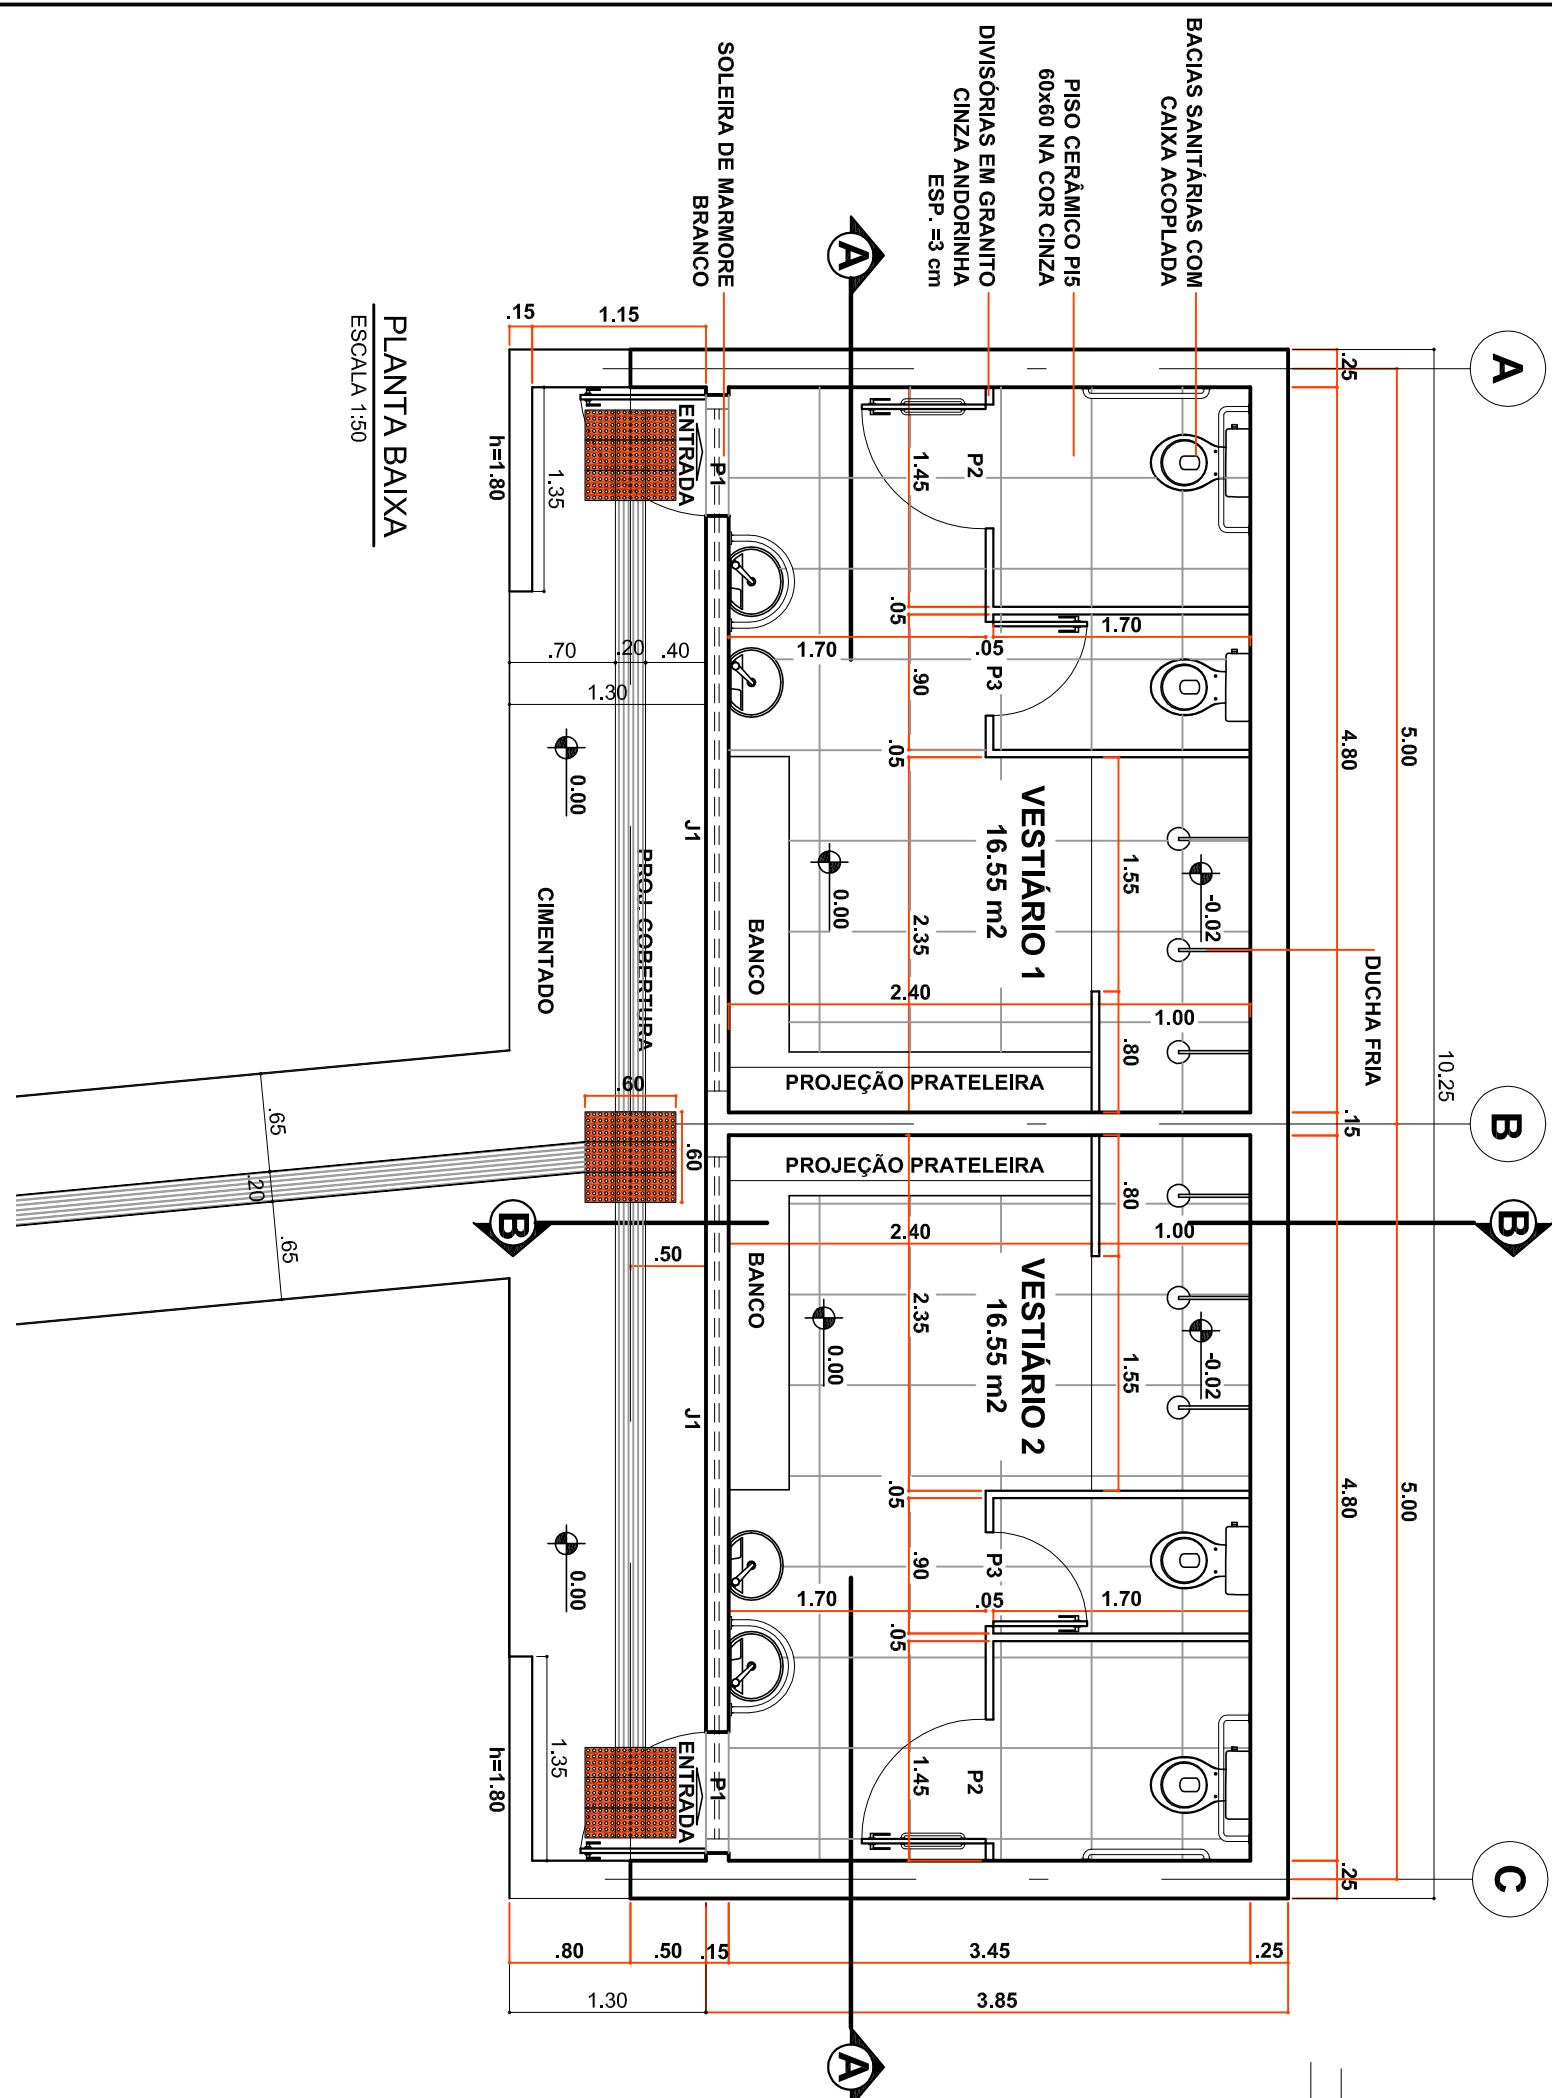 A
B
C
10.25
5.00
5.00
.25
4.80
.15
4.80
.25
BACIAS SANITÁRIAS COM
CAIXA ACOPLADA
PISO CERÂMICO PI5
60x60 NA COR CINZA
DIVISÓRIAS EM GRANITO
CINZA ANDORINHA
ESP. =3 cm
SOLEIRA DE MARMORE
BRANCO
DUCHA FRIA
B
A
-0.02
1.00
1.00
-0.02
1.70
1.55
.80
.80
1.55
1.70
VESTIÁRIO 1
16.55 m2
VESTIÁRIO 2
16.55 m2
P2
P3
.05
P3
.05
P2
1.45
.05
.90
.05
2.35
2.40
2.40
2.35
.05
.90
.05
1.45
1.70
0.00
PROJEÇÃO PRATELEIRA
PROJEÇÃO PRATELEIRA
0.00
1.70
BANCO
BANCO
P1
J1
J1
P1
ENTRADA
ENTRADA
.15
1.15
.70
.20
.40
1.30
PROJ. COBERTURA
.60
.60
.50
0.00
0.00
CIMENTADO
1.35
h=1.80
1.35
h=1.80
B
.65
.20
.65
.80
.50
.15
3.45
.25
1.30
3.85
A
PLANTA BAIXA
ESCALA 1:50